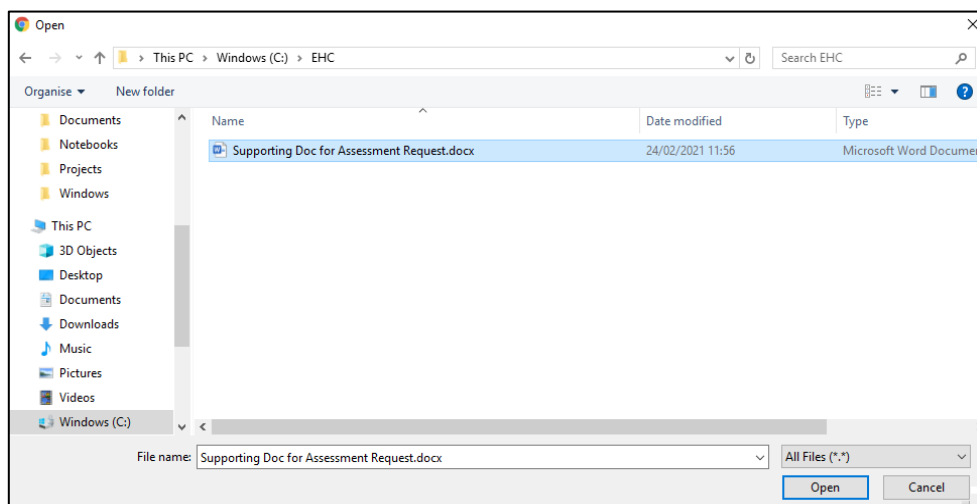 Open
This PC > Windows (C:) > EHC
Search EHC
Organise
New folder
Name
Date modified
Type
Documents
Notebooks
Projects
Windows
This PC
3D Objects
Desktop
Documents
Downloads
Music
Pictures
Videos
Windows (C:)
Supporting Doc for Assessment Request.docx
24/02/2021 11:56
Microsoft Word Docume
File name:
Supporting Doc for Assessment Request.docx
All Files (*.*)
Open
Cancel